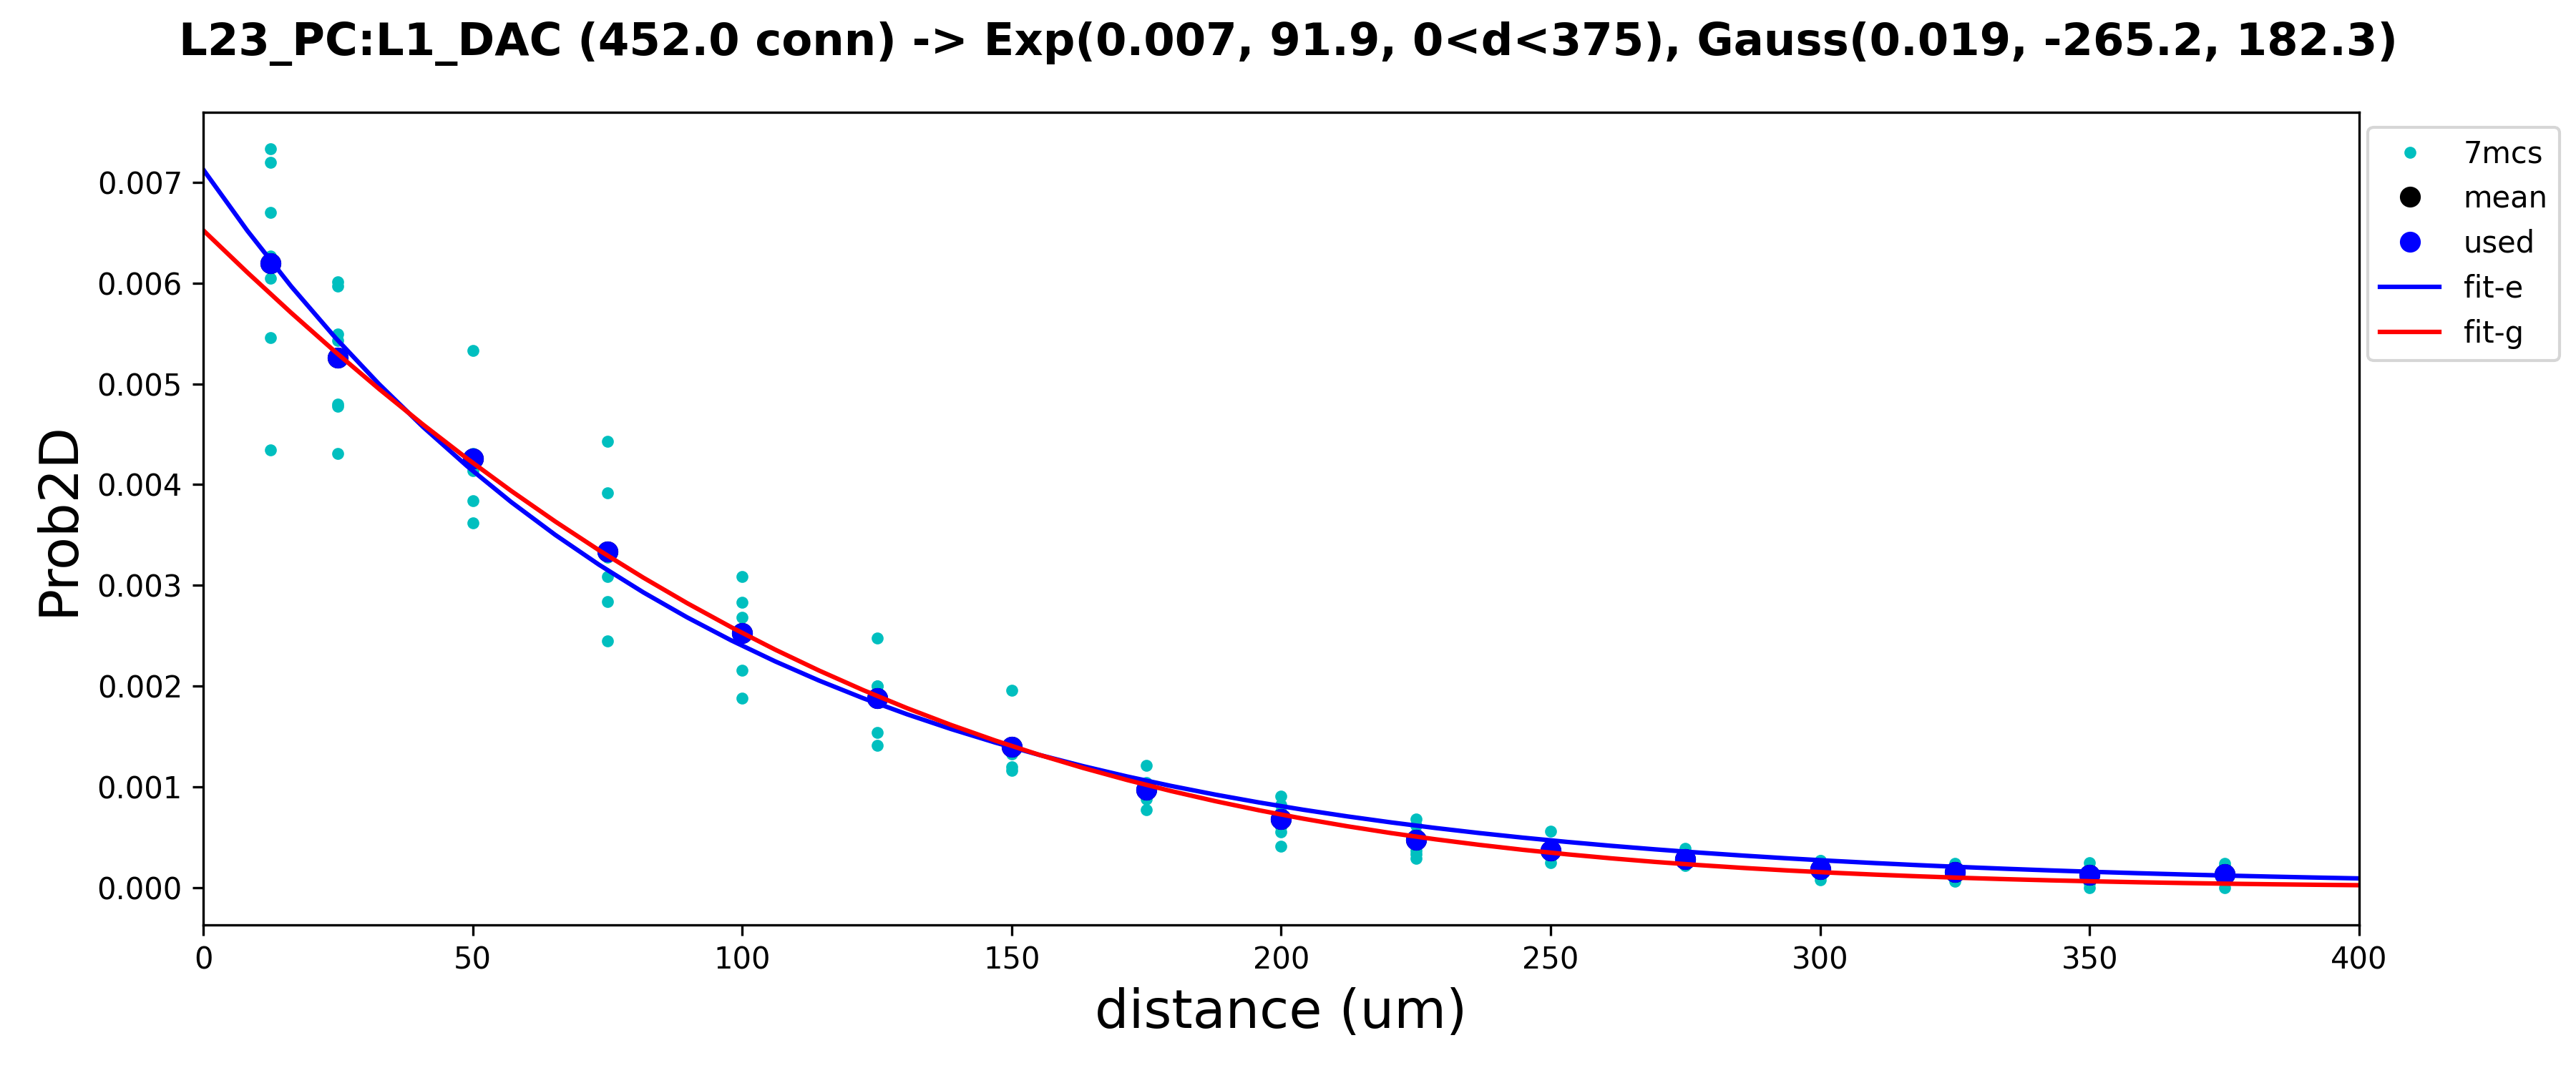 L23_PC:L1_DAC (452.0 conn) -> Exp(0.007, 91.9, 0<d<375), Gauss(0.019, -265.2, 182.3)
7mcs
mean
used
fit-e
fit-g
Prob2D
0.007
0.006
0.005
0.004
0.003
0.002
0.001
0.000
0 50 100 150 200 250 300 350 400
distance (um)